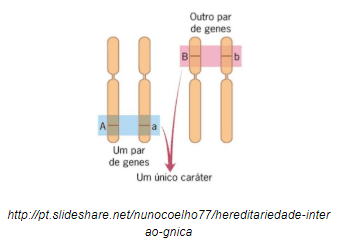 Outro par
de genes
B
b
A
a
Um par
de genes
Um único caráter
http://pt.slideshare.net/nunocoelho77/hereditariedade-inter
ao-gnica